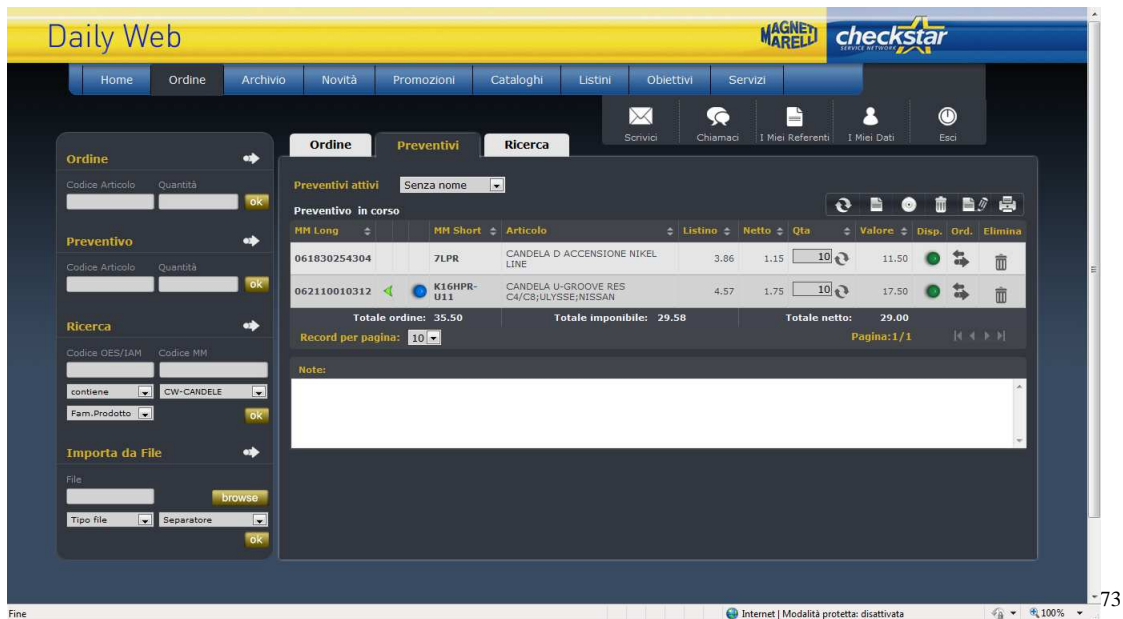 Daily Web
MAGNETI MARELLI checkstar
SERVICE NETWORK
Home Ordine Archivio Novità Promozioni Cataloghi Listini Obiettivi Servizi
Scrivici Chiamaci I Miei Referenti I Miei Dati Esci
Ordine
Codice Articolo Quantità
ok
Preventivo
Codice Articolo Quantità
ok
Ricerca
Codice OES/IAM Codice MM
contiene CW-CANDELE
Fam.Prodotto ok
Importa da File
File
browse
Tipo file Separatore
ok
Ordine Preventivi Ricerca
Preventivi attivi Senza nome
Preventivo in corso
MM Long MM Short Articolo Listino Netto Qta Valore Disp. Ord. Elimina
061830254304 7LPR CANDELA D ACCENSIONE NIKEL 3.86 1.15 10 11.50
LINE
062110010312 K16HPR- CANDELA U-GROOVE RES 4.57 1.75 10 17.50
U11 C4/C8;ULYSSE;NISSAN
Totale ordine: 35.50 Totale imponibile: 29.58 Totale netto: 29.00
Record per pagina: 10 Pagina:1/1
Note:
Fine Internet | Modalità protetta: disattivata 100%
73